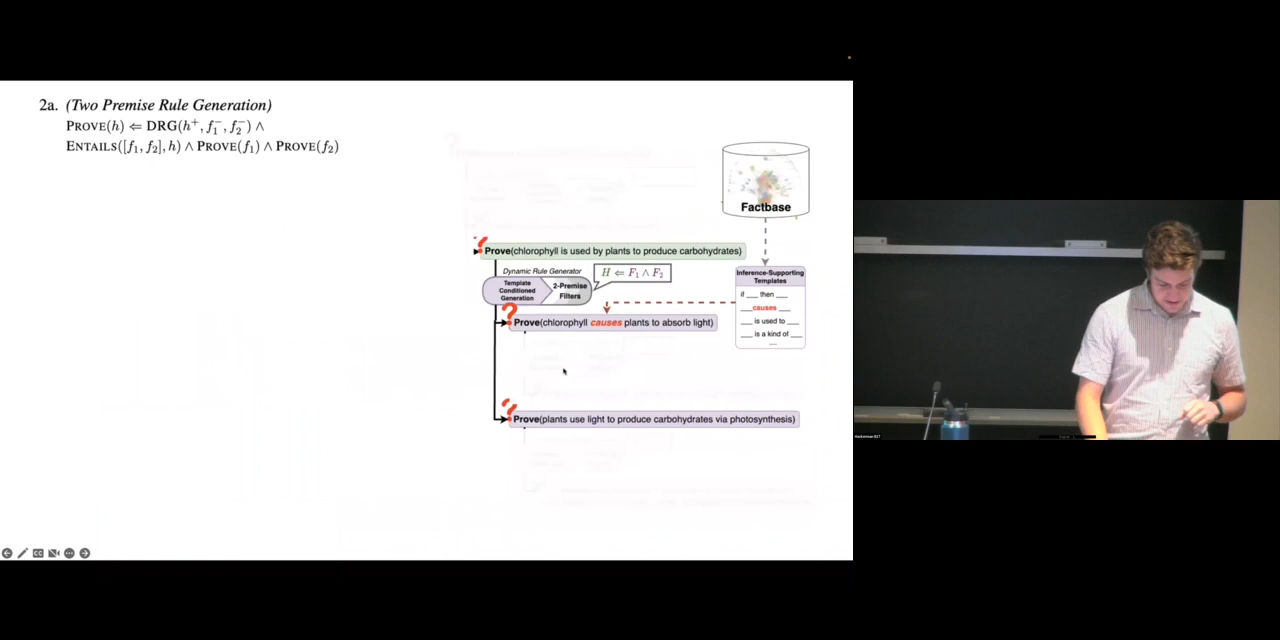 2a. (Two Premise Rule Generation)
PROVE(h) ⇐ DRG(h⁺, f₁⁻, f₂⁻) ∧
ENTAILS([f₁, f₂], h) ∧ PROVE(f₁) ∧ PROVE(f₂)
Factbase
? Prove(chlorophyll is used by plants to produce carbohydrates)
Dynamic Rule Generator
Template
Conditioned
Generation
2-Premise
Filters
H ⇐ F₁ ∧ F₂
Inference-Supporting
Templates
if ___ then ___
___causes ___
___ is used to ___
___ is a kind of ___
...
? Prove(chlorophyll causes plants to absorb light)
? Prove(plants use light to produce carbohydrates via photosynthesis)